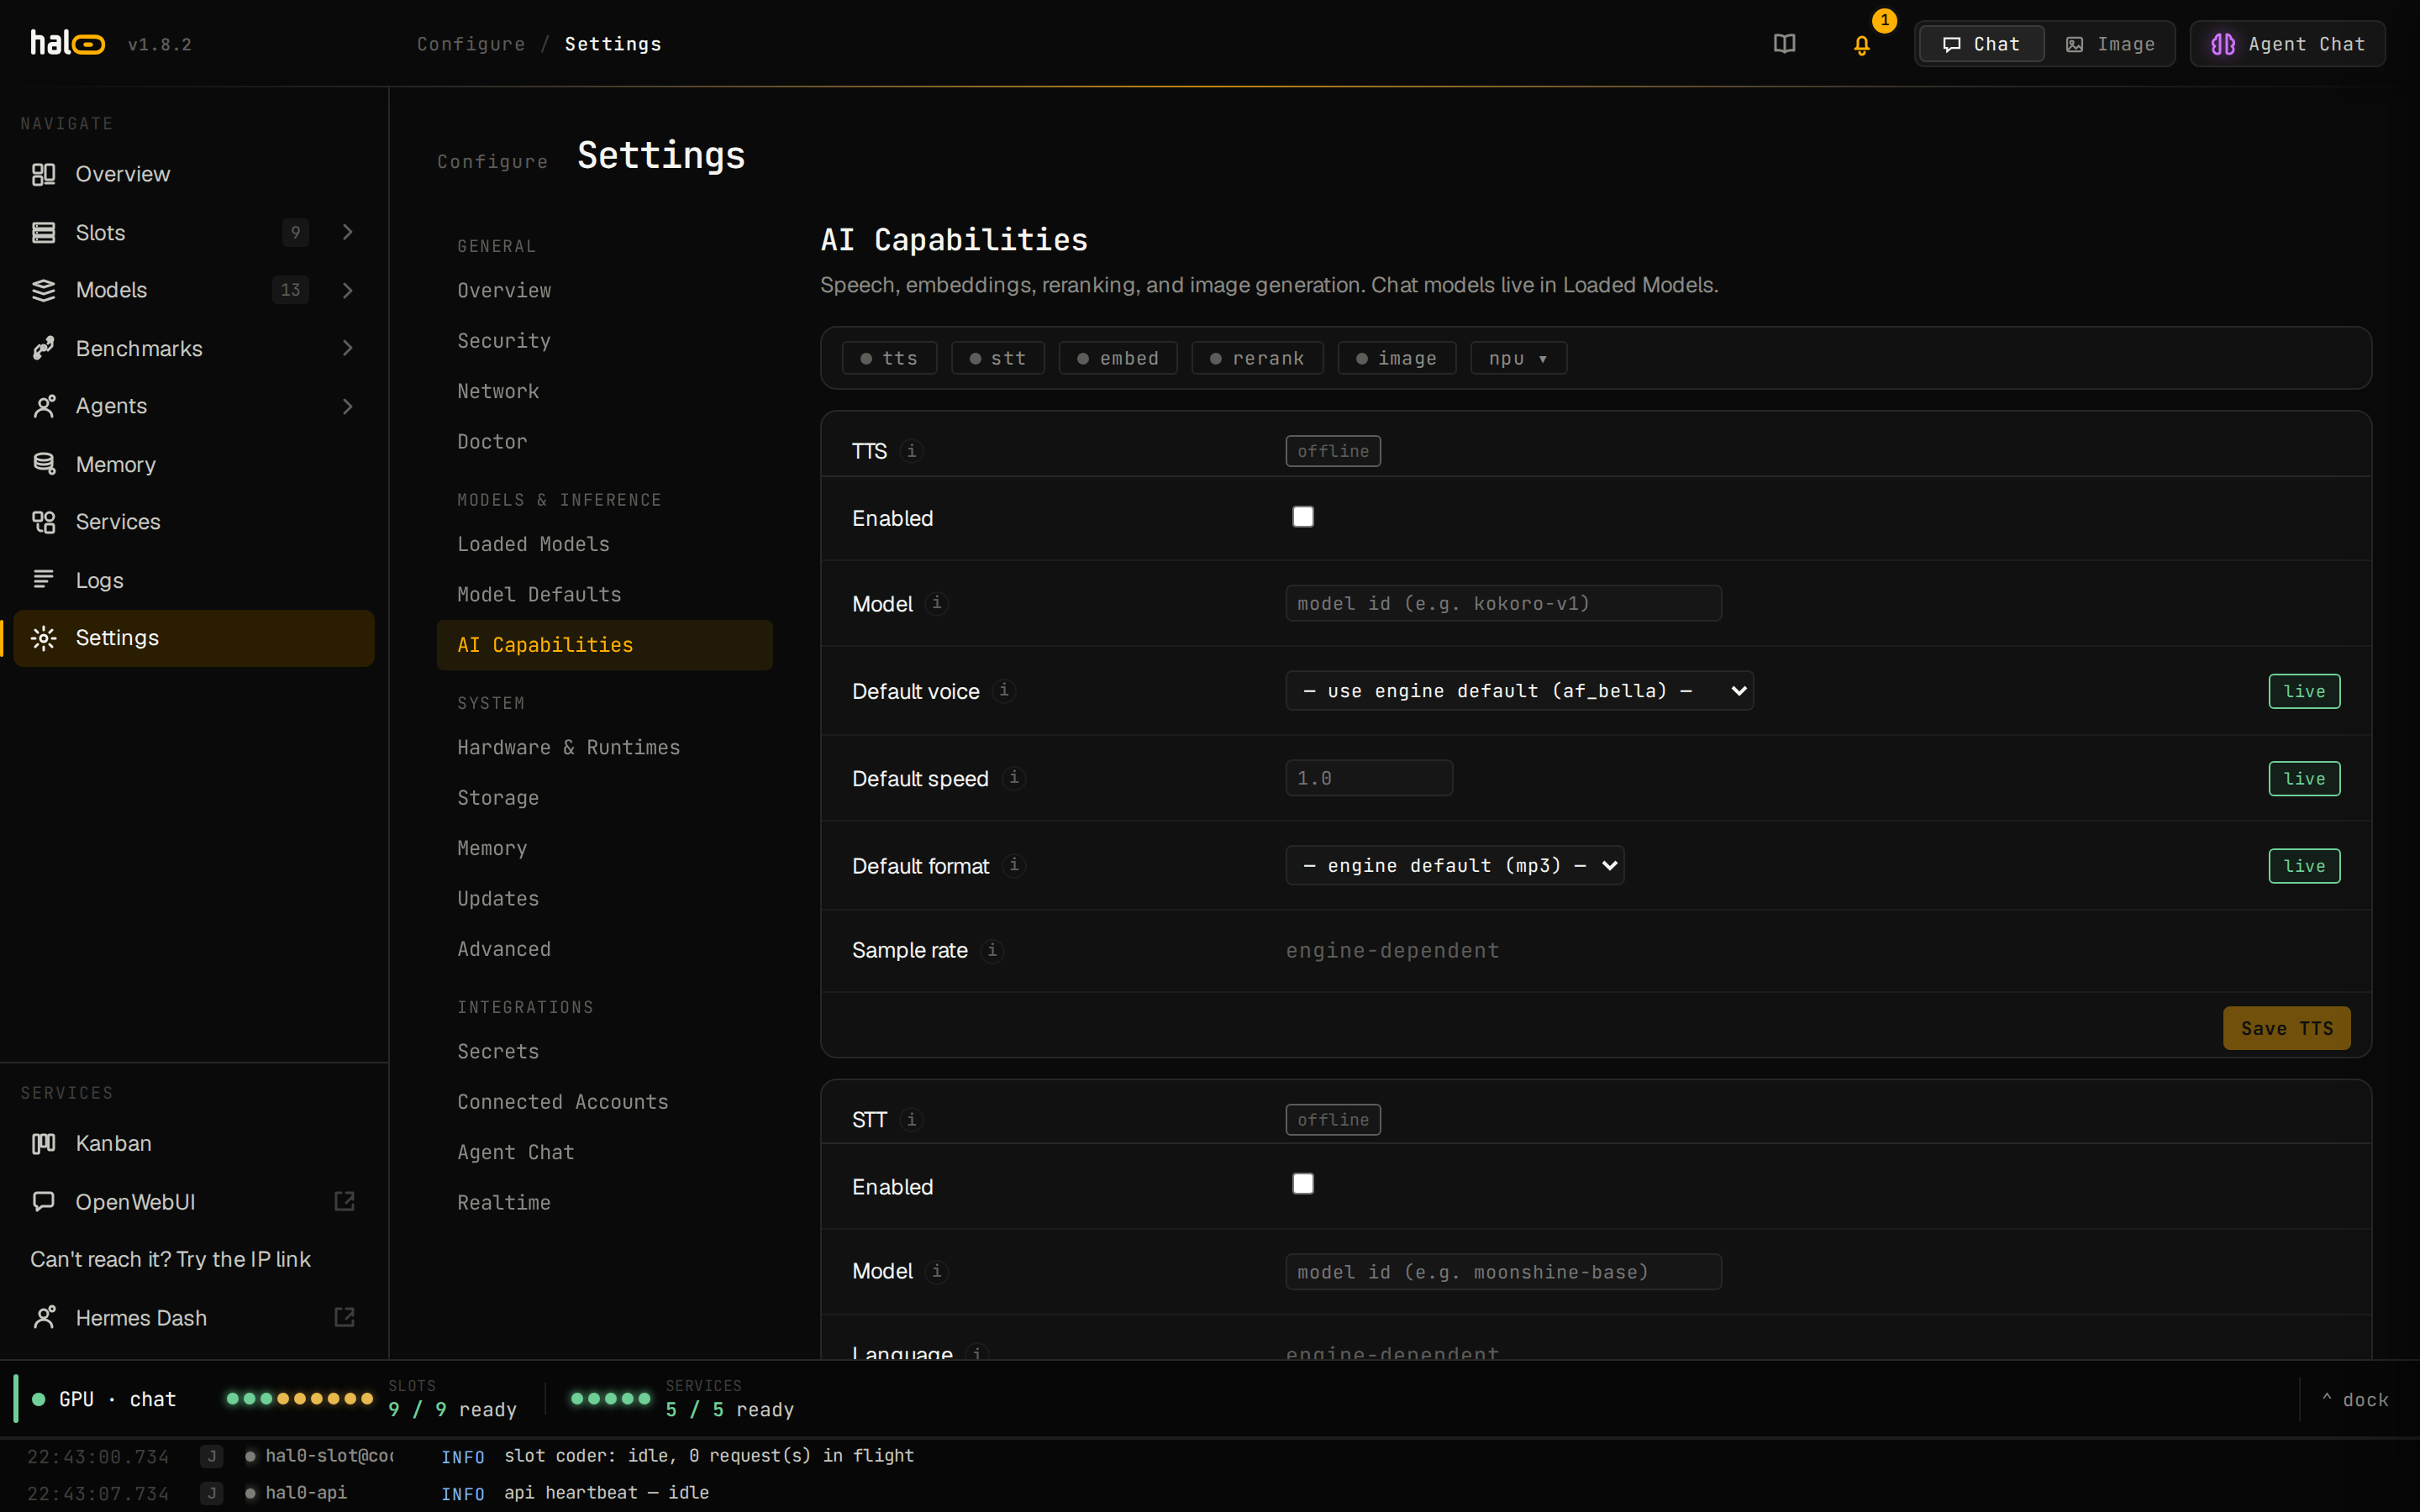 halo v1.8.2
Configure / Settings
1
Chat
Image
Agent Chat
NAVIGATE
Overview
Slots 9
Models 13
Benchmarks
Agents
Memory
Services
Logs
Settings
SERVICES
Kanban
OpenWebUI
Can't reach it? Try the IP link
Hermes Dash
Configure Settings
GENERAL
Overview
Security
Network
Doctor
MODELS & INFERENCE
Loaded Models
Model Defaults
AI Capabilities
SYSTEM
Hardware & Runtimes
Storage
Memory
Updates
Advanced
INTEGRATIONS
Secrets
Connected Accounts
Agent Chat
Realtime
AI Capabilities
Speech, embeddings, reranking, and image generation. Chat models live in Loaded Models.
tts stt embed rerank image npu ▾
TTS i offline
Enabled
Model i model id (e.g. kokoro-v1)
Default voice i — use engine default (af_bella) — live
Default speed i 1.0 live
Default format i — engine default (mp3) — live
Sample rate i engine-dependent
Save TTS
STT i offline
Enabled
Model i model id (e.g. moonshine-base)
Language i engine-dependent
GPU · chat
SLOTS
9 / 9 ready
SERVICES
5 / 5 ready
^ dock
22:43:00.734 J hal0-slot@co INFO slot coder: idle, 0 request(s) in flight
22:43:07.734 J hal0-api INFO api heartbeat — idle